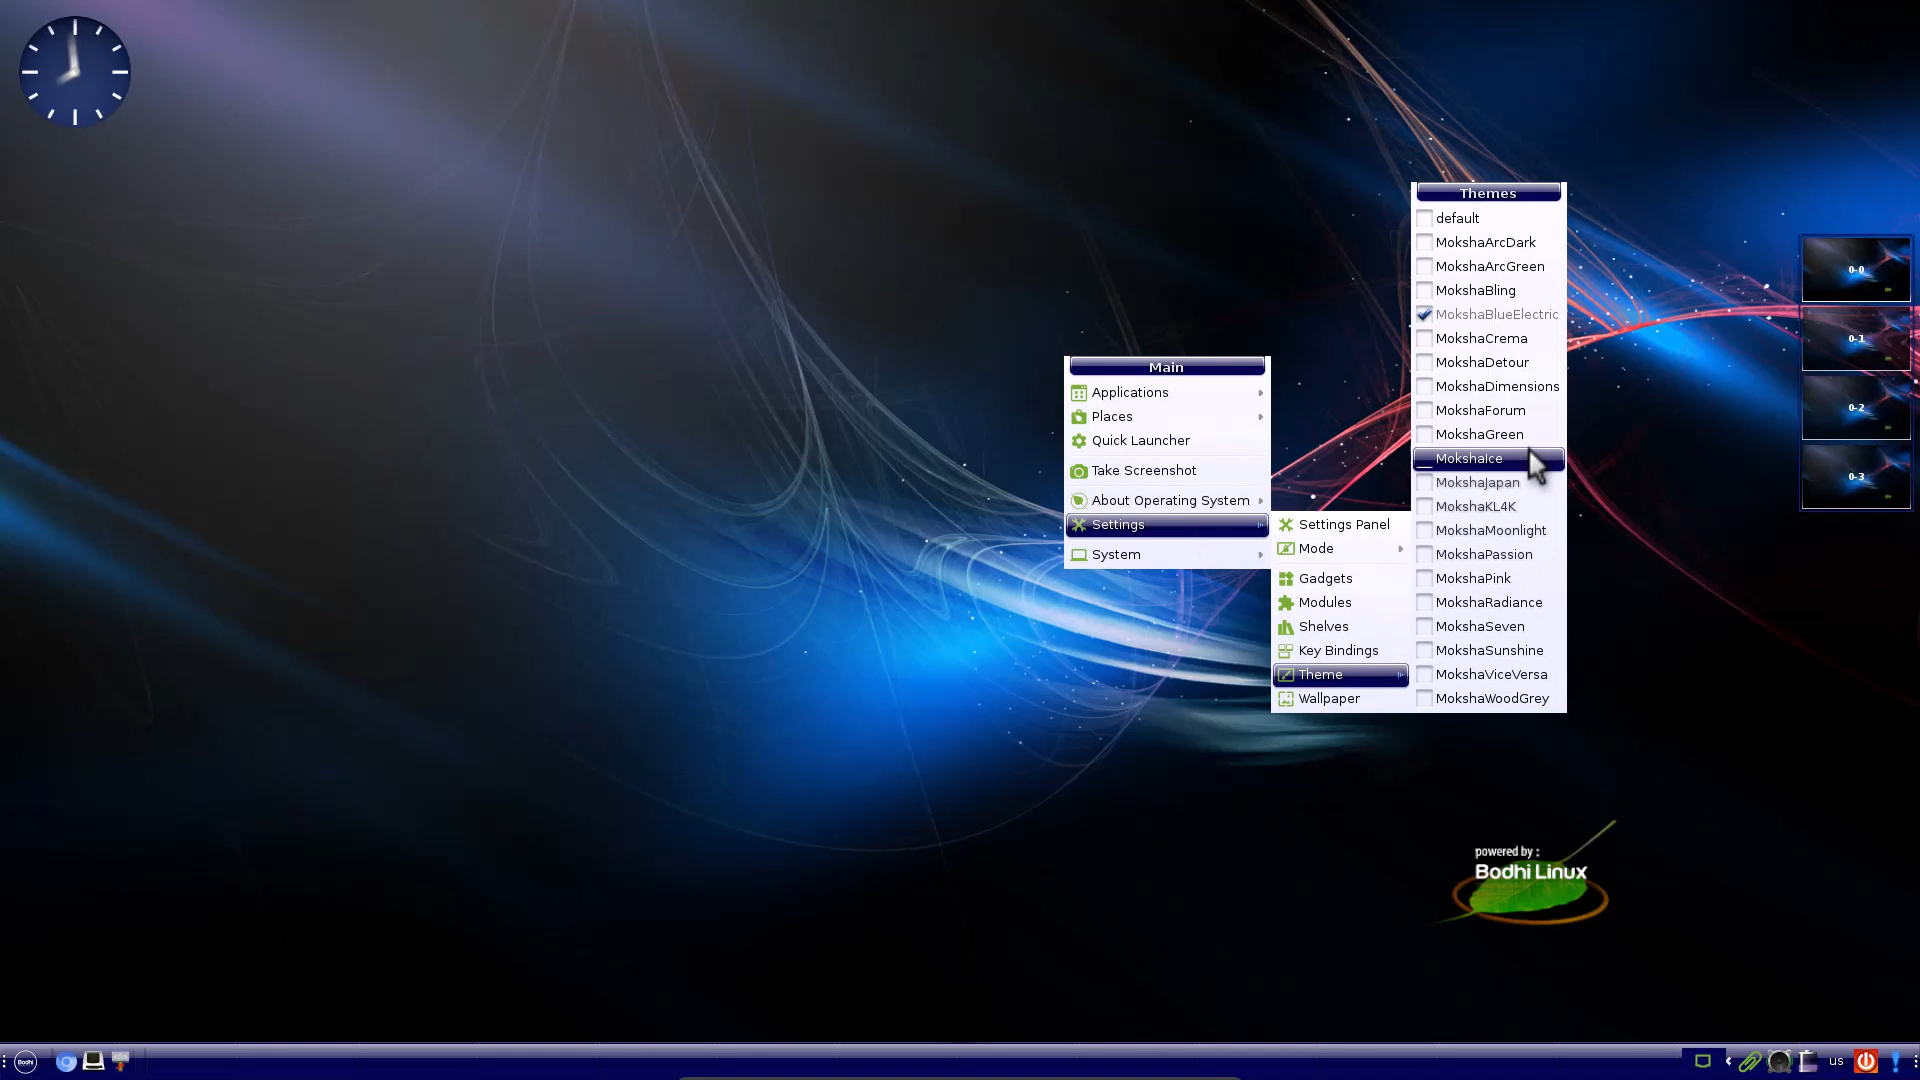 Themes
default
MokshaArcDark
MokshaArcGreen
MokshaBling
MokshaBlueElectric
MokshaCrema
MokshaDetour
MokshaDimensions
MokshaForum
MokshaGreen
MokshaIce
MokshaJapan
MokshaKL4K
MokshaMoonlight
MokshaPassion
MokshaPink
MokshaRadiance
MokshaSeven
MokshaSunshine
MokshaViceVersa
MokshaWoodGrey
Main
Applications
Places
Quick Launcher
Take Screenshot
About Operating System
Settings
System
Settings Panel
Mode
Gadgets
Modules
Shelves
Key Bindings
Theme
Wallpaper
0-0
0-1
0-2
0-3
powered by :
Bodhi Linux
Bodhi
us